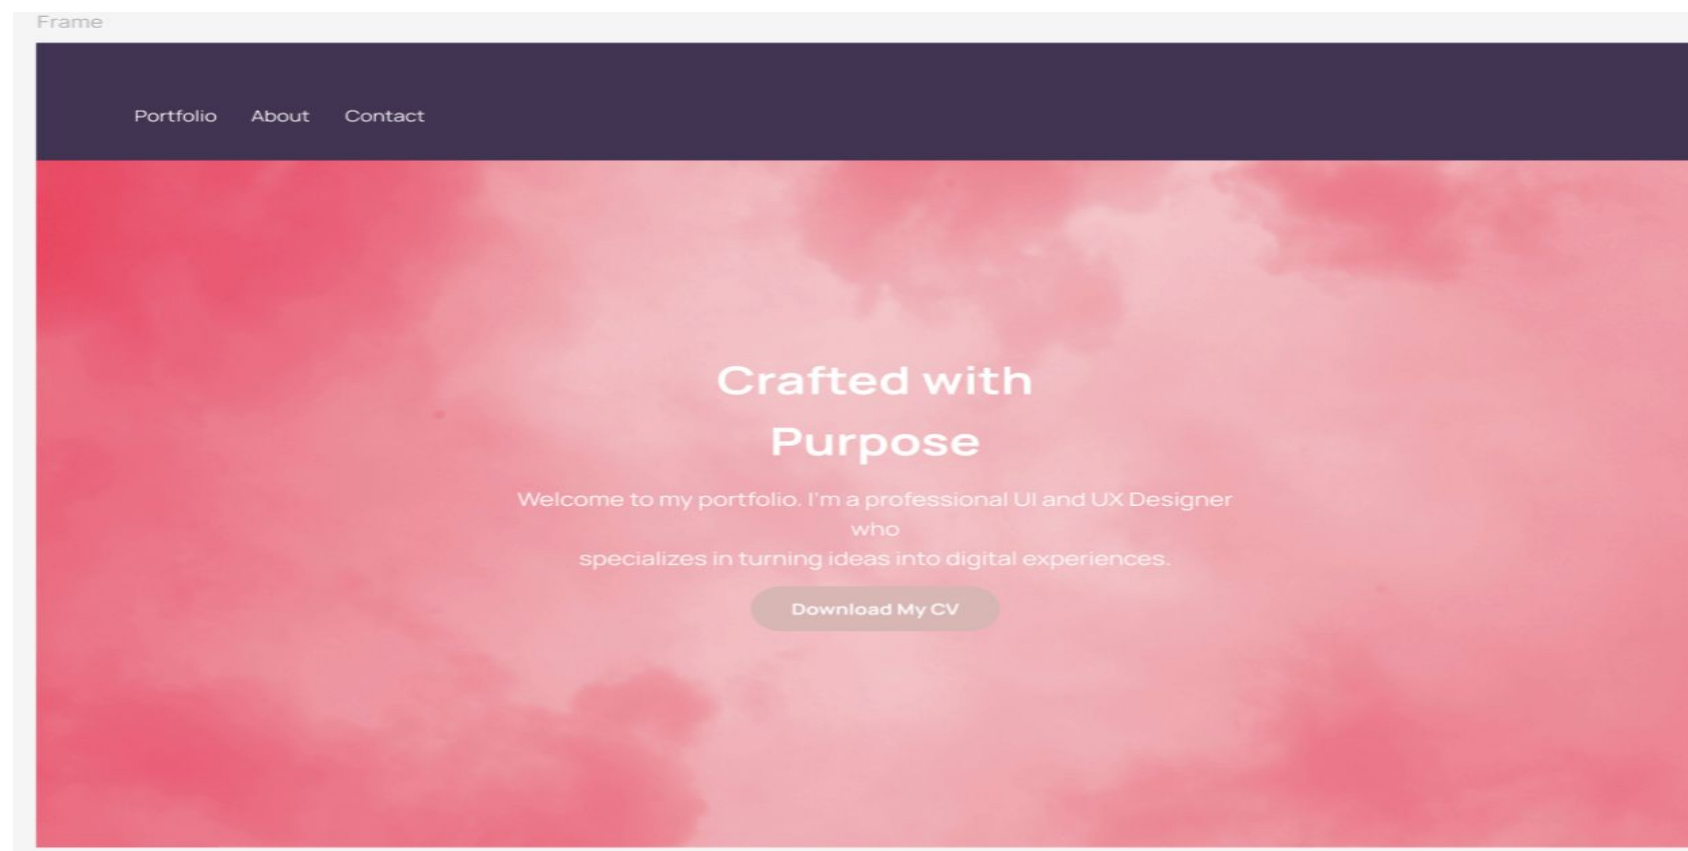 Frame
Portfolio About Contact
Crafted with
Purpose
Welcome to my portfolio. I'm a professional UI and UX Designer
who
specializes in turning ideas into digital experiences.
Download My CV